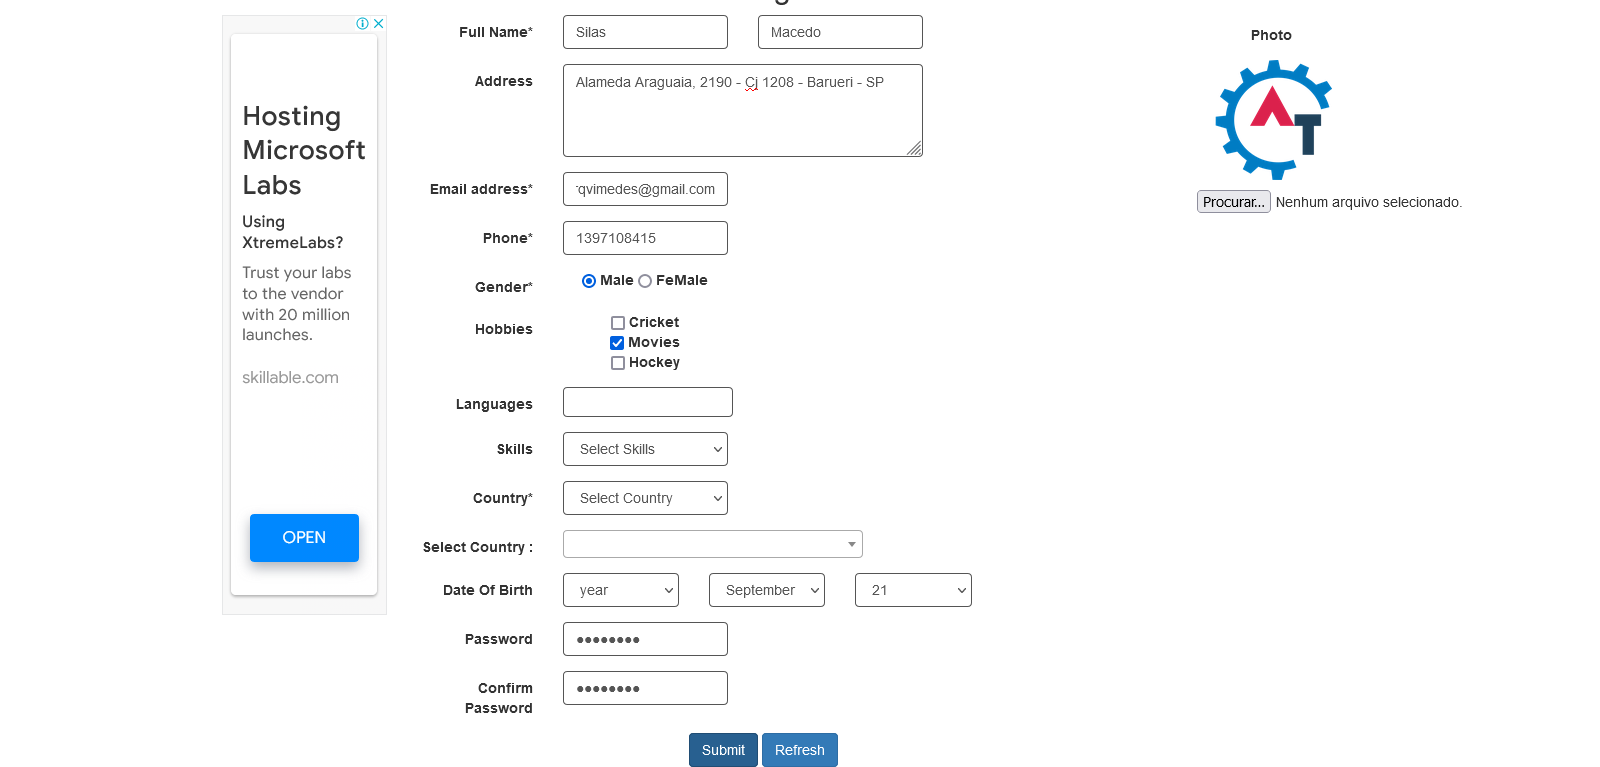 Full Name*
Silas
Macedo
Address
Alameda Araguaia, 2190 - Cj 1208 - Barueri - SP
Email address*
qvimedes@gmail.com
Phone*
1397108415
Gender*
Male
FeMale
Hobbies
Cricket
Movies
Hockey
Languages
Skills
Select Skills
Country*
Select Country
Select Country :
Date Of Birth
year
September
21
Password
••••••••
Confirm
Password
••••••••
Submit
Refresh
Photo
AT
Procurar...
Nenhum arquivo selecionado.
Hosting
Microsoft
Labs
Using
XtremeLabs?
Trust your labs
to the vendor
with 20 million
launches.
skillable.com
OPEN